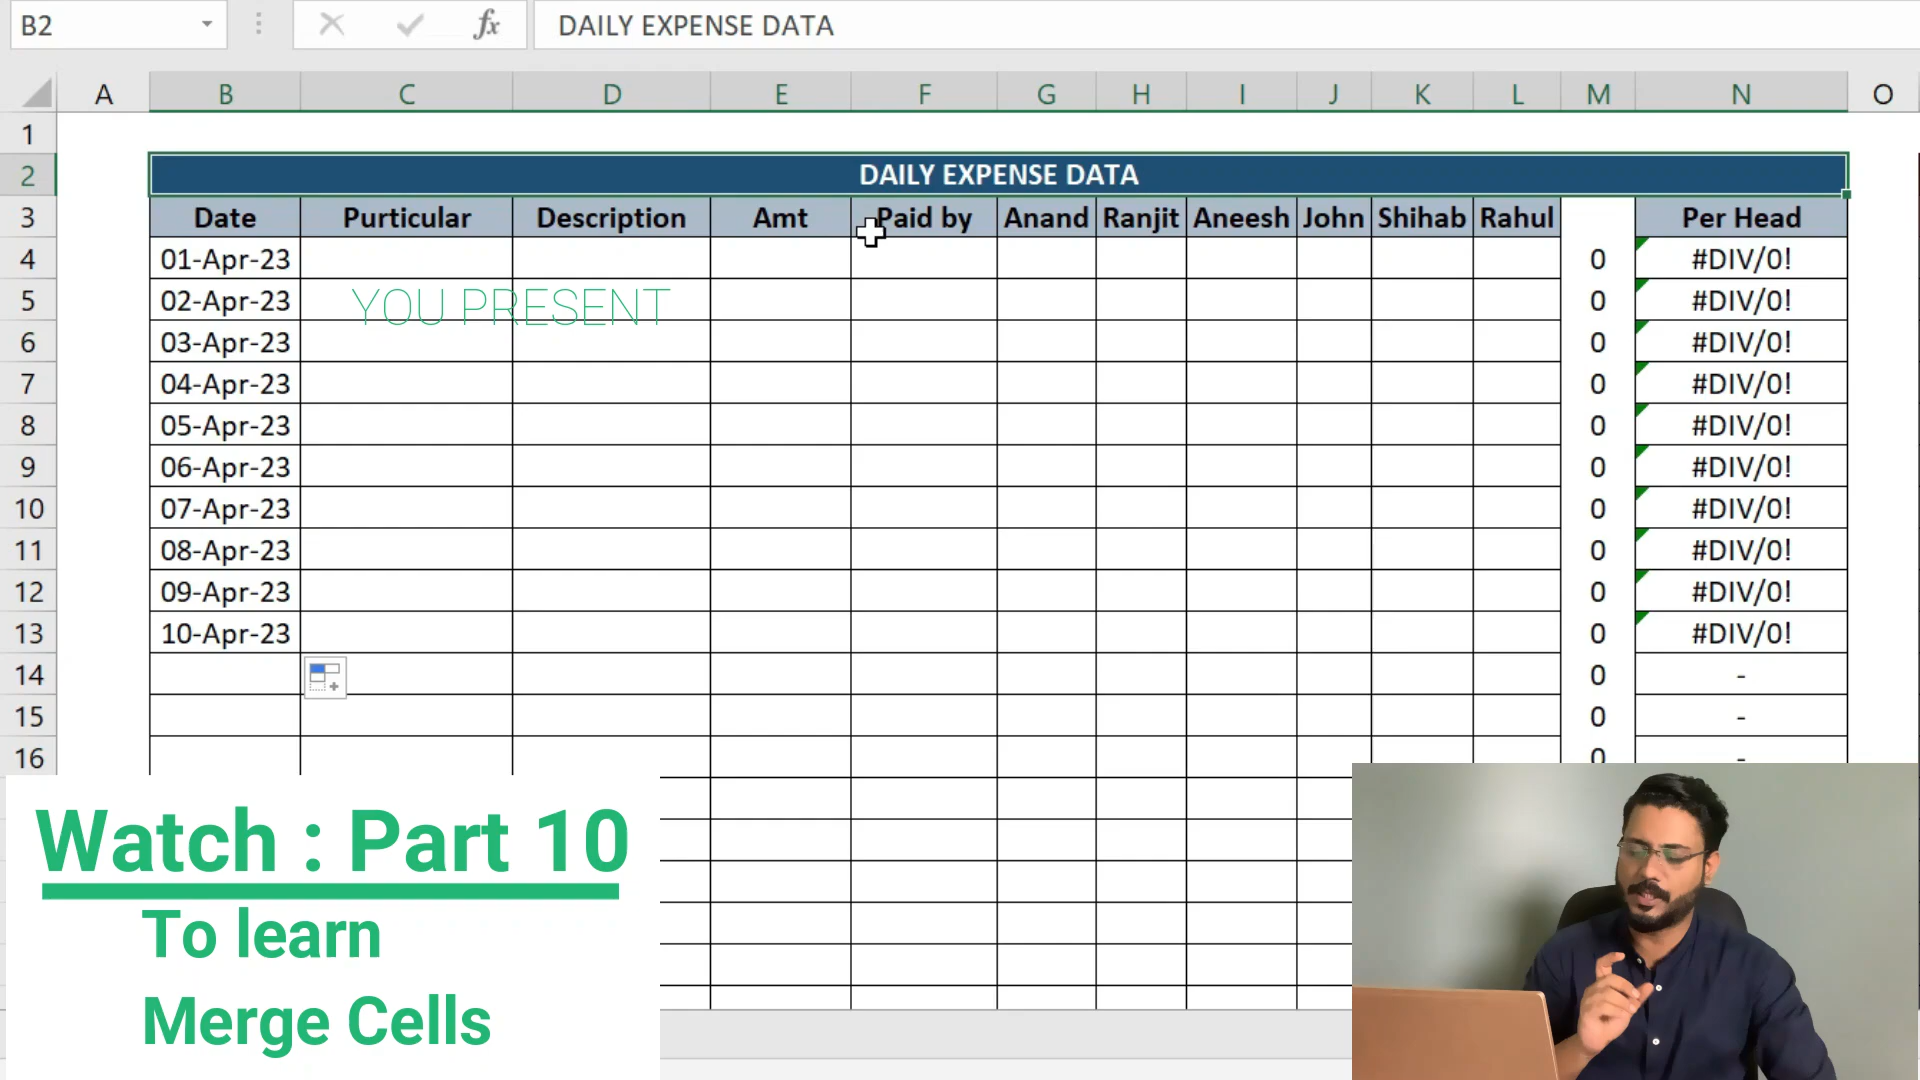 B2 fx DAILY EXPENSE DATA
A B C D E F G H I J K L M N O
1
2 DAILY EXPENSE DATA
3 Date Purticular Description Amt Paid by Anand Ranjit Aneesh John Shihab Rahul Per Head
4 01-Apr-23 0 #DIV/0!
5 02-Apr-23 YOU PRESENT 0 #DIV/0!
6 03-Apr-23 0 #DIV/0!
7 04-Apr-23 0 #DIV/0!
8 05-Apr-23 0 #DIV/0!
9 06-Apr-23 0 #DIV/0!
10 07-Apr-23 0 #DIV/0!
11 08-Apr-23 0 #DIV/0!
12 09-Apr-23 0 #DIV/0!
13 10-Apr-23 0 #DIV/0!
14 0 -
15 0 -
16 0 -
Watch : Part 10
To learn
Merge Cells